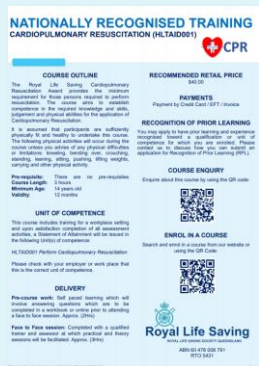 NATIONALLY RECOGNISED TRAINING
CARDIOPULMONARY RESUSCITATION (HLTAID001)
CPR
COURSE OUTLINE
The Royal Life Saving Cardiopulmonary
Resuscitation Award provides the minimum
requirement for those persons required to perform
resuscitation. The course aims to establish
competence in the required knowledge and skills,
judgement and physical abilities for the application of
Cardiopulmonary Resuscitation.
It is assumed that participants are sufficiently
physically fit and healthy to undertake this course.
The following physical activities will occur during the
course unless you advise of any physical difficulties
or limitations: kneeling, bending over, crouching,
standing, leaning, sitting, pushing, lifting weights,
carrying and other physical activity.
Pre-requisite: There are no pre-requisites
Course Length: 2 hours
Minimum Age: 14 years old
Validity: 12 months
UNIT OF COMPETENCE
This course includes training for a workplace setting
and upon satisfaction completion of all assessment
activities, a Statement of Attainment will be issued in
the following Unit(s) of competence:
HLTAID001 Perform Cardiopulmonary Resuscitation
Please check with your employer or work place that
this is the correct unit of competence.
DELIVERY
Pre-course work: Self paced learning which will
involve answering questions which are to be
completed in a workbook or online prior to attending
a face to face session. Approx. (2Hrs)
Face to Face session: Completed with a qualified
trainer and assessor at which practical and theory
sessions will be facilitated. Approx. (3Hrs)
RECOMMENDED RETAIL PRICE
$40.00
PAYMENTS
Payment by Credit Card / EFT / Invoice
RECOGNITION OF PRIOR LEARNING
You may apply to have prior learning and experience
recognised toward a qualification or unit of
competence for which you are enrolled. Please
contact us to discuss how you can submit an
application for Recognition of Prior Learning (RPL).
COURSE ENQUIRY
Enquire about this course by using the QR code:
ENROL IN A COURSE
Search and enrol in a course from our website or
using the QR Code:
Royal Life Saving
ROYAL LIFE SAVING SOCIETY QUEENSLAND
RTO 5431